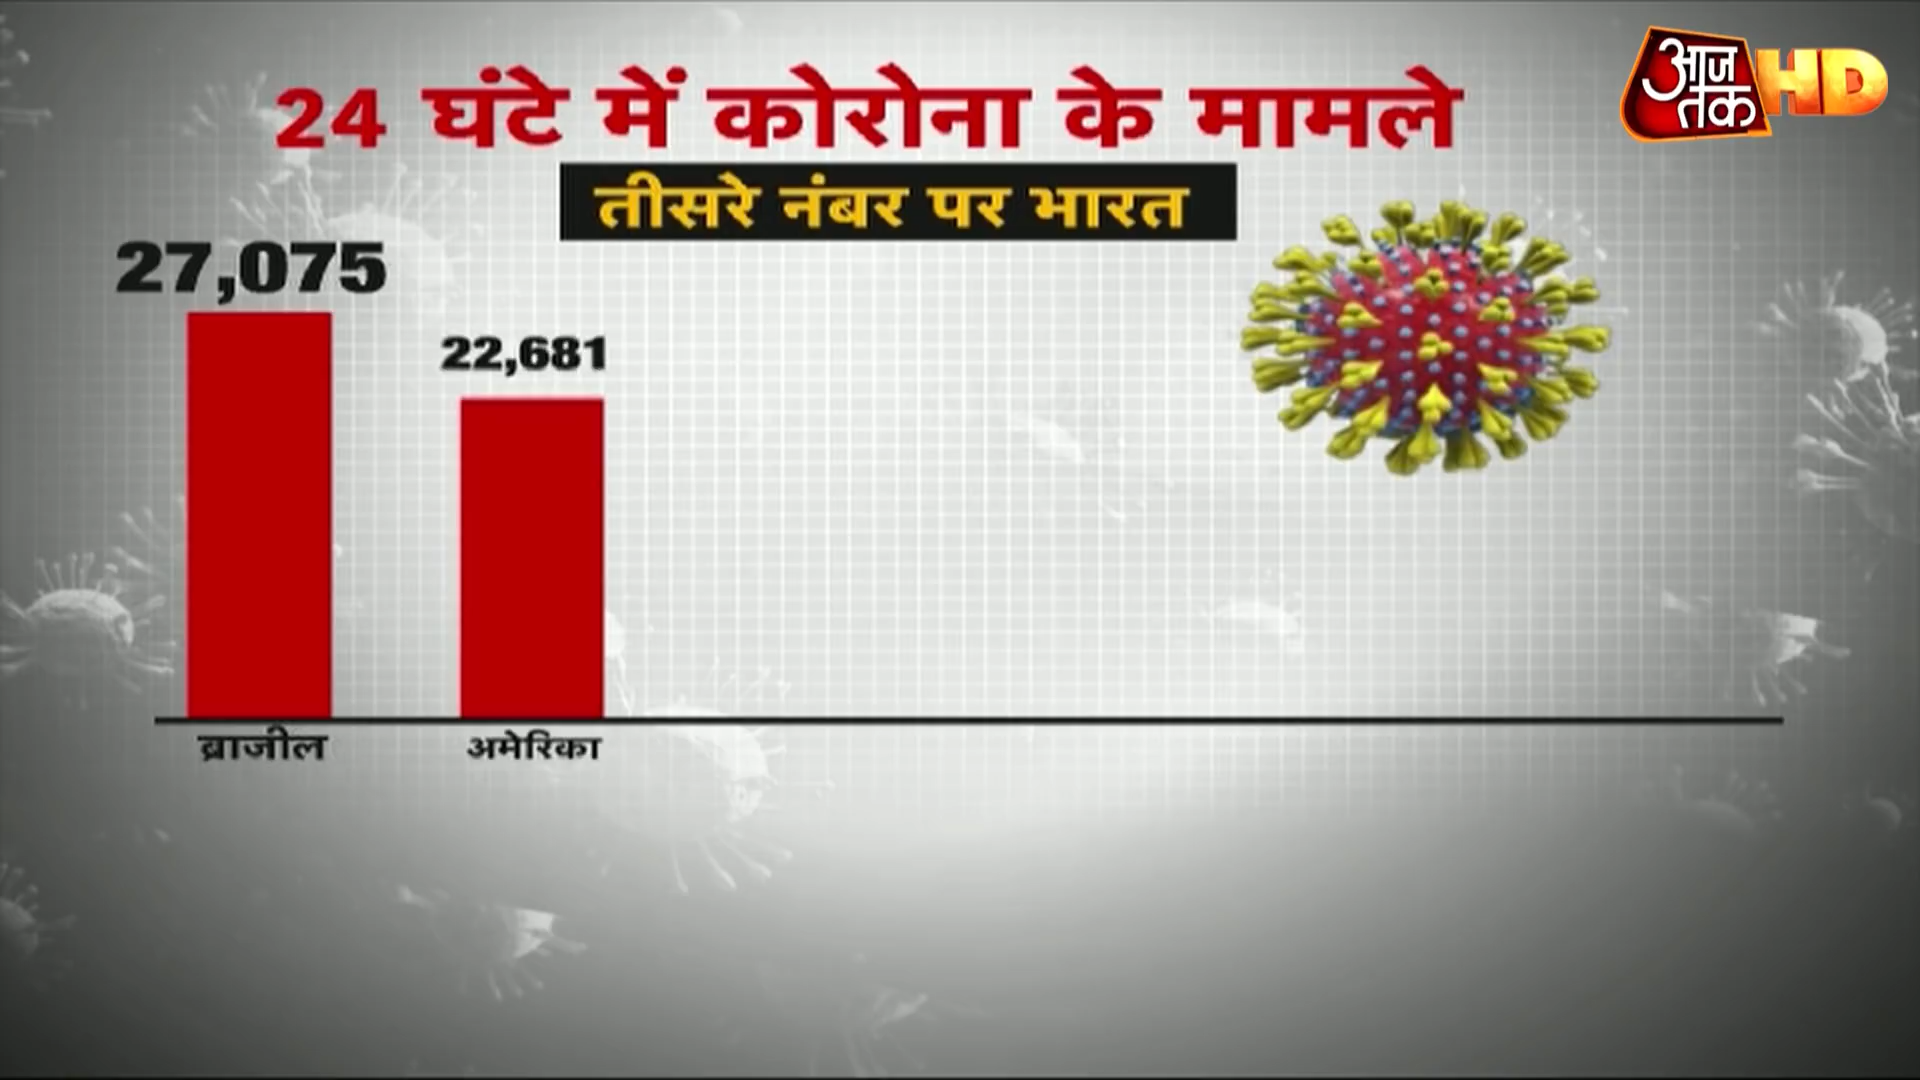 आज तक HD
24 घंटे में कोरोना के मामले
तीसरे नंबर पर भारत
27,075
22,681
ब्राजील
अमेरिका